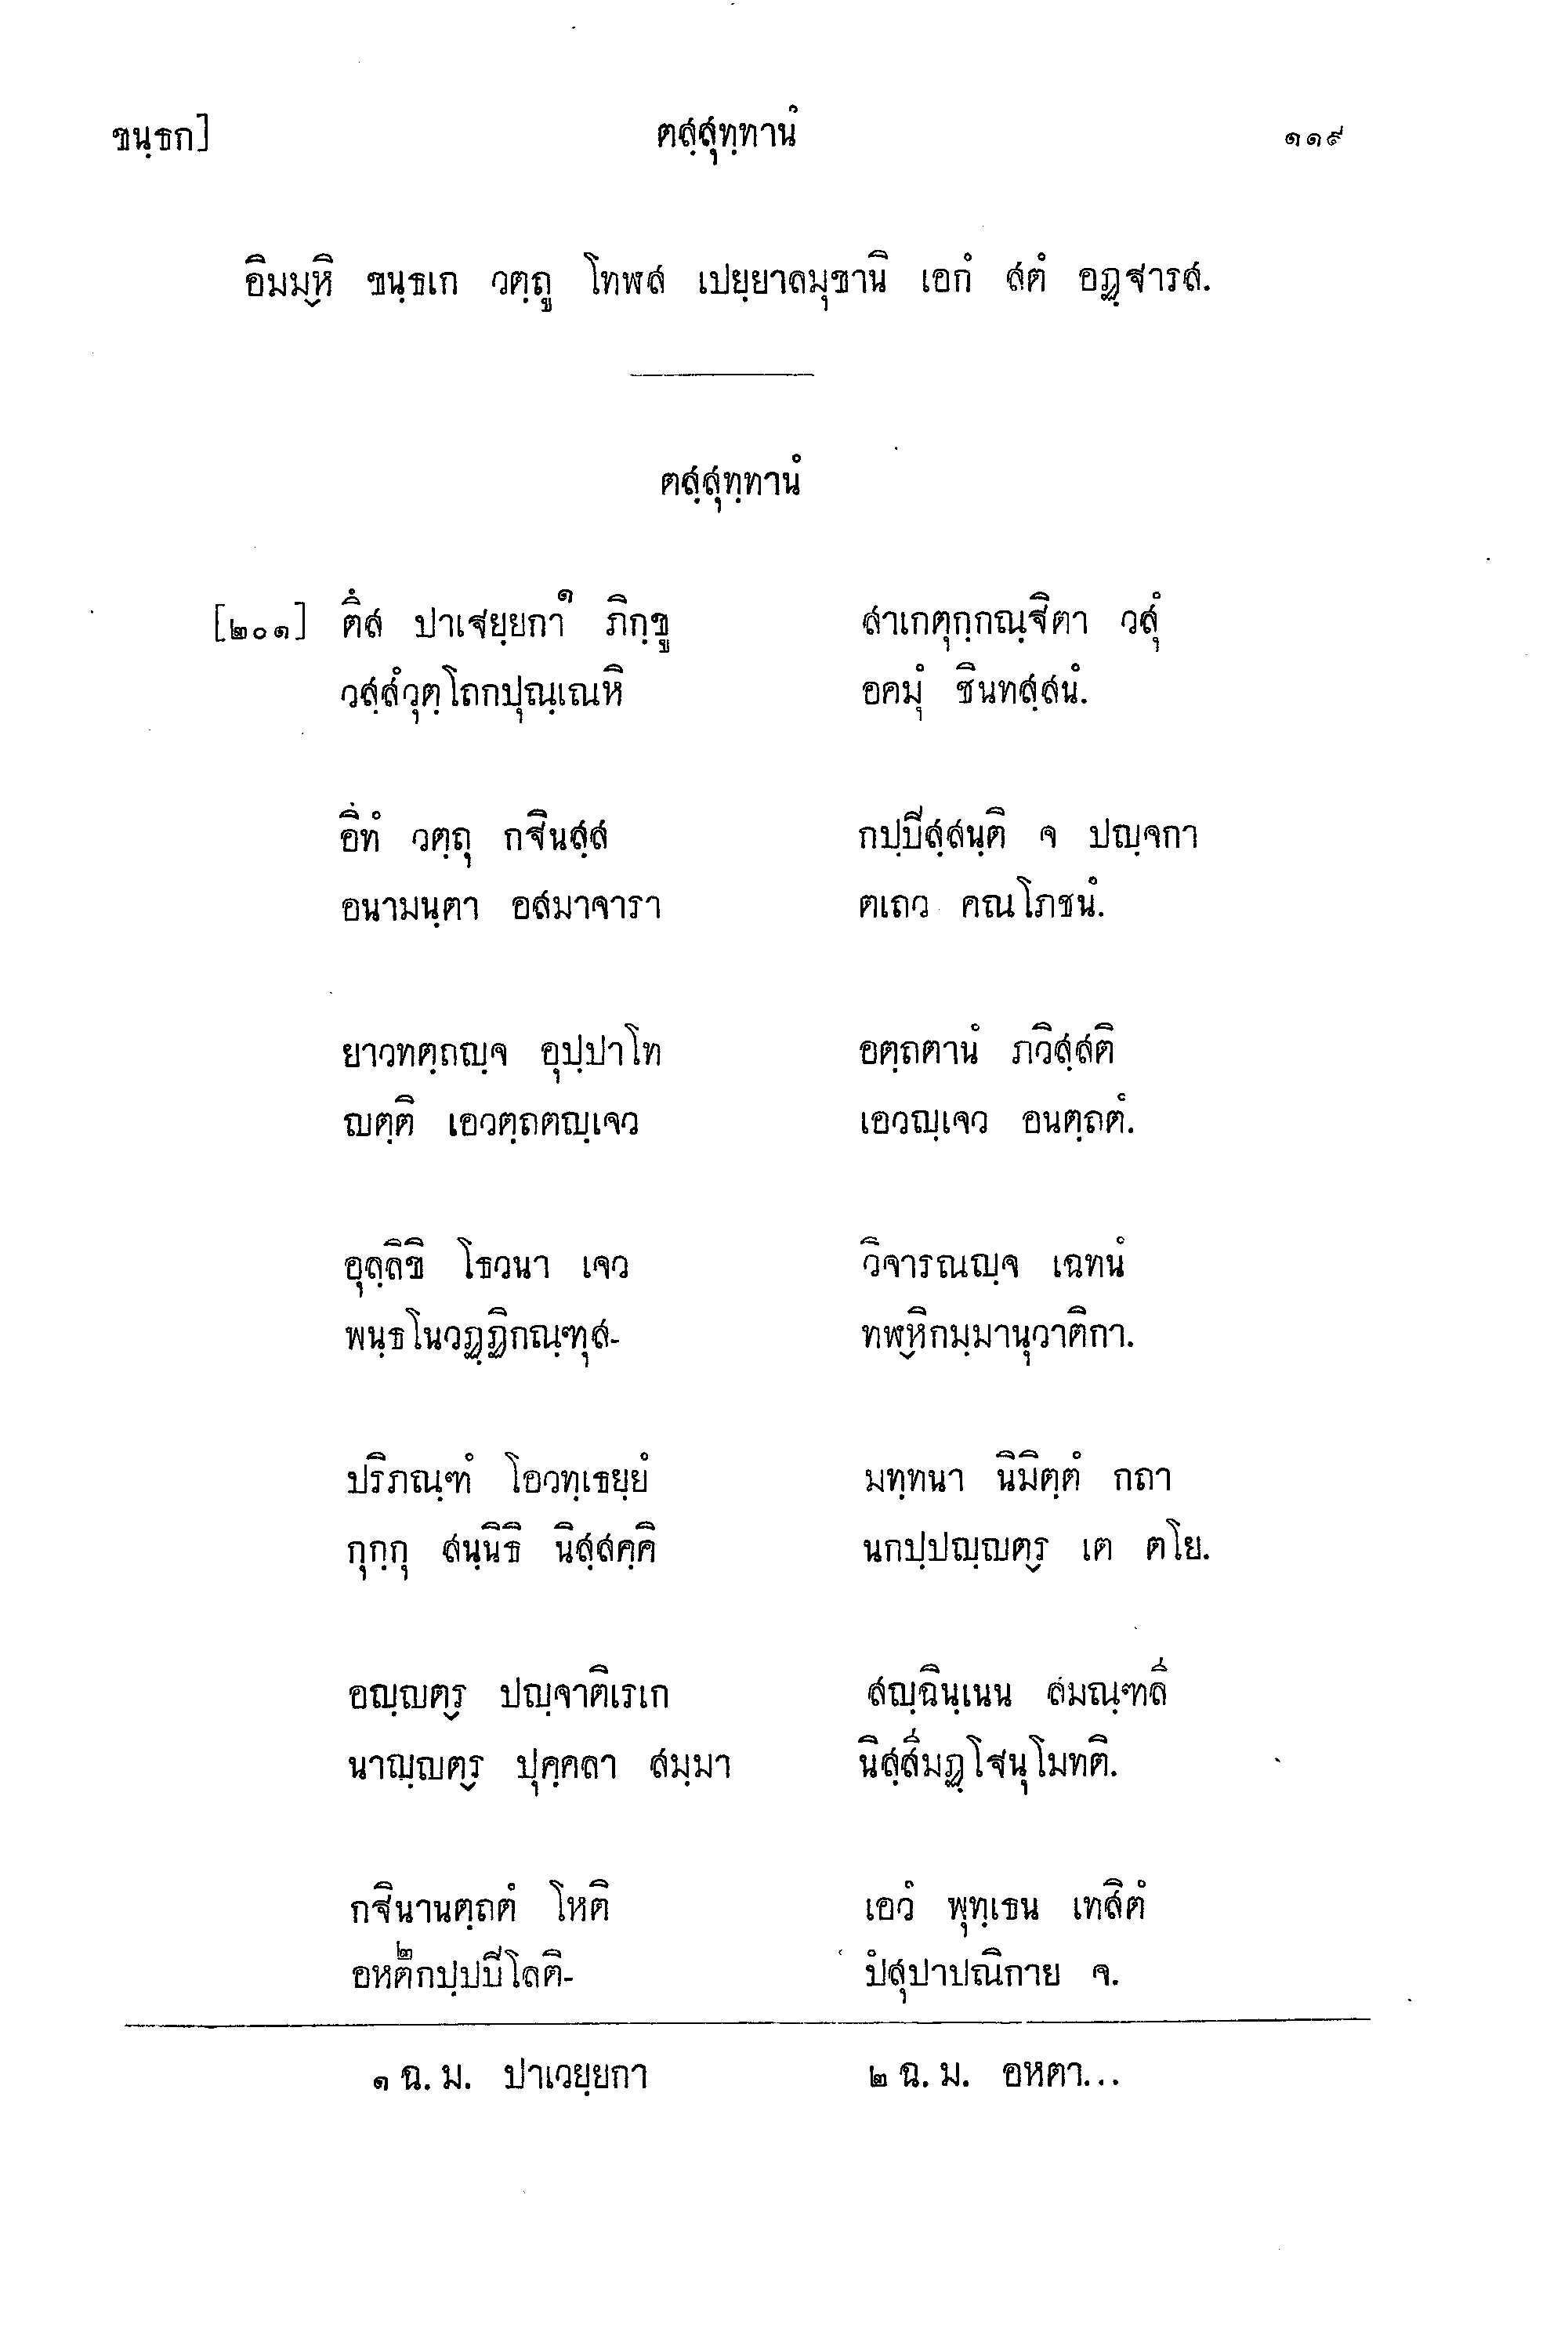 ขนฺธก] ตสฺสุทฺทานํ ๑๑๙
อิมมฺหิ ขนฺธเก วตฺถู โทฬส เปยฺยาลมุขานิ เอกํ สตํ อฏฺฐารส.
ตสฺสุทฺทานํ
[๒๐๑] ตึส ปาเฐยฺยกา๑ ภิกฺขู สาเกตุกฺกณฺฐิตา วสุํ
วสฺสํวุตฺโถกปุณฺเณหิ อคมุํ ชินทสฺสนํ.
อิทํ วตฺถุ กฐินสฺส กปฺปิสฺสนฺติ จ ปญฺจกา
อนามนฺตา อสมาจารา ตเถว คณโภชนํ.
ยาวทตฺถญฺจ อุปฺปาโท อตฺถตานํ ภวิสฺสติ
ญตฺติ เอวตฺถตญฺเจว เอวญฺเจว อนตฺถตํ.
อุลฺลิขิ โธวนา เจว วิจารณญฺจ เฉทนํ
พนฺธโนวฏฺฏิกณฺฑุส- ทฬฺหิกมฺมานุวาติกา.
ปริภณฺฑํ โอวทฺเธยฺยํ มทฺทนา นิมิตฺตํ กถา
กุกฺกุ สนฺนิธิ นิสฺสคฺคิ นกปฺปญฺญตฺร เต ตโย.
อญฺญตฺร ปญฺจาติเรเก สญฺฉินฺเนน สมณฺฑลึ
นาญฺญตฺร ปุคฺคลา สมฺมา นิสฺสีมฏฺโฐนุโมทติ.
กฐินานตฺถตํ โหติ เอวํ พุทฺเธน เทสิตํ
อหตํ๒กปฺปปิโลติ- ปํสุปาปณิกาย จ.
๑ ฉ. ม. ปาเวยฺยกา ๒ ฉ. ม. อหตา...